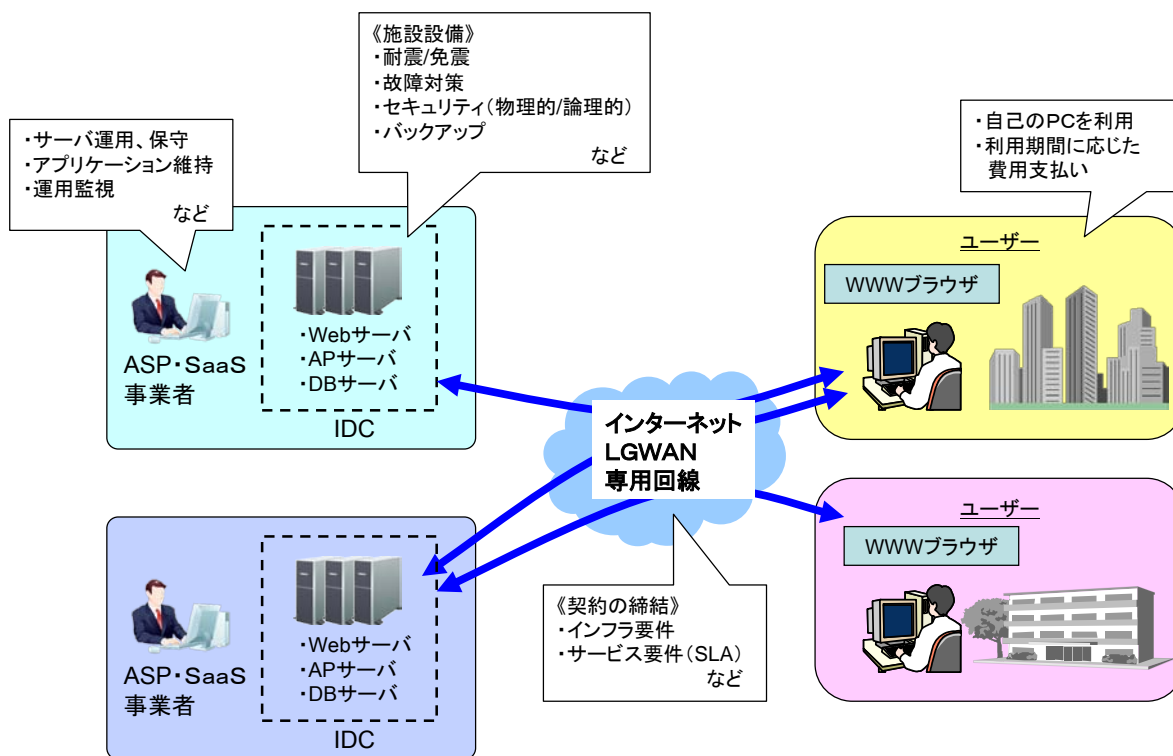 《施設設備》
・耐震/免震
・故障対策
・セキュリティ（物理的/論理的）
・バックアップ
など
・サーバ運用、保守
・アプリケーション維持
・運用監視
など
・自己のPCを利用
・利用期間に応じた
費用支払い
ASP・SaaS
事業者
・Webサーバ
・APサーバ
・DBサーバ
IDC
ユーザー
WWWブラウザ
インターネット
LGWAN
専用回線
ASP・SaaS
事業者
・Webサーバ
・APサーバ
・DBサーバ
IDC
《契約の締結》
・インフラ要件
・サービス要件（SLA）
など
ユーザー
WWWブラウザ